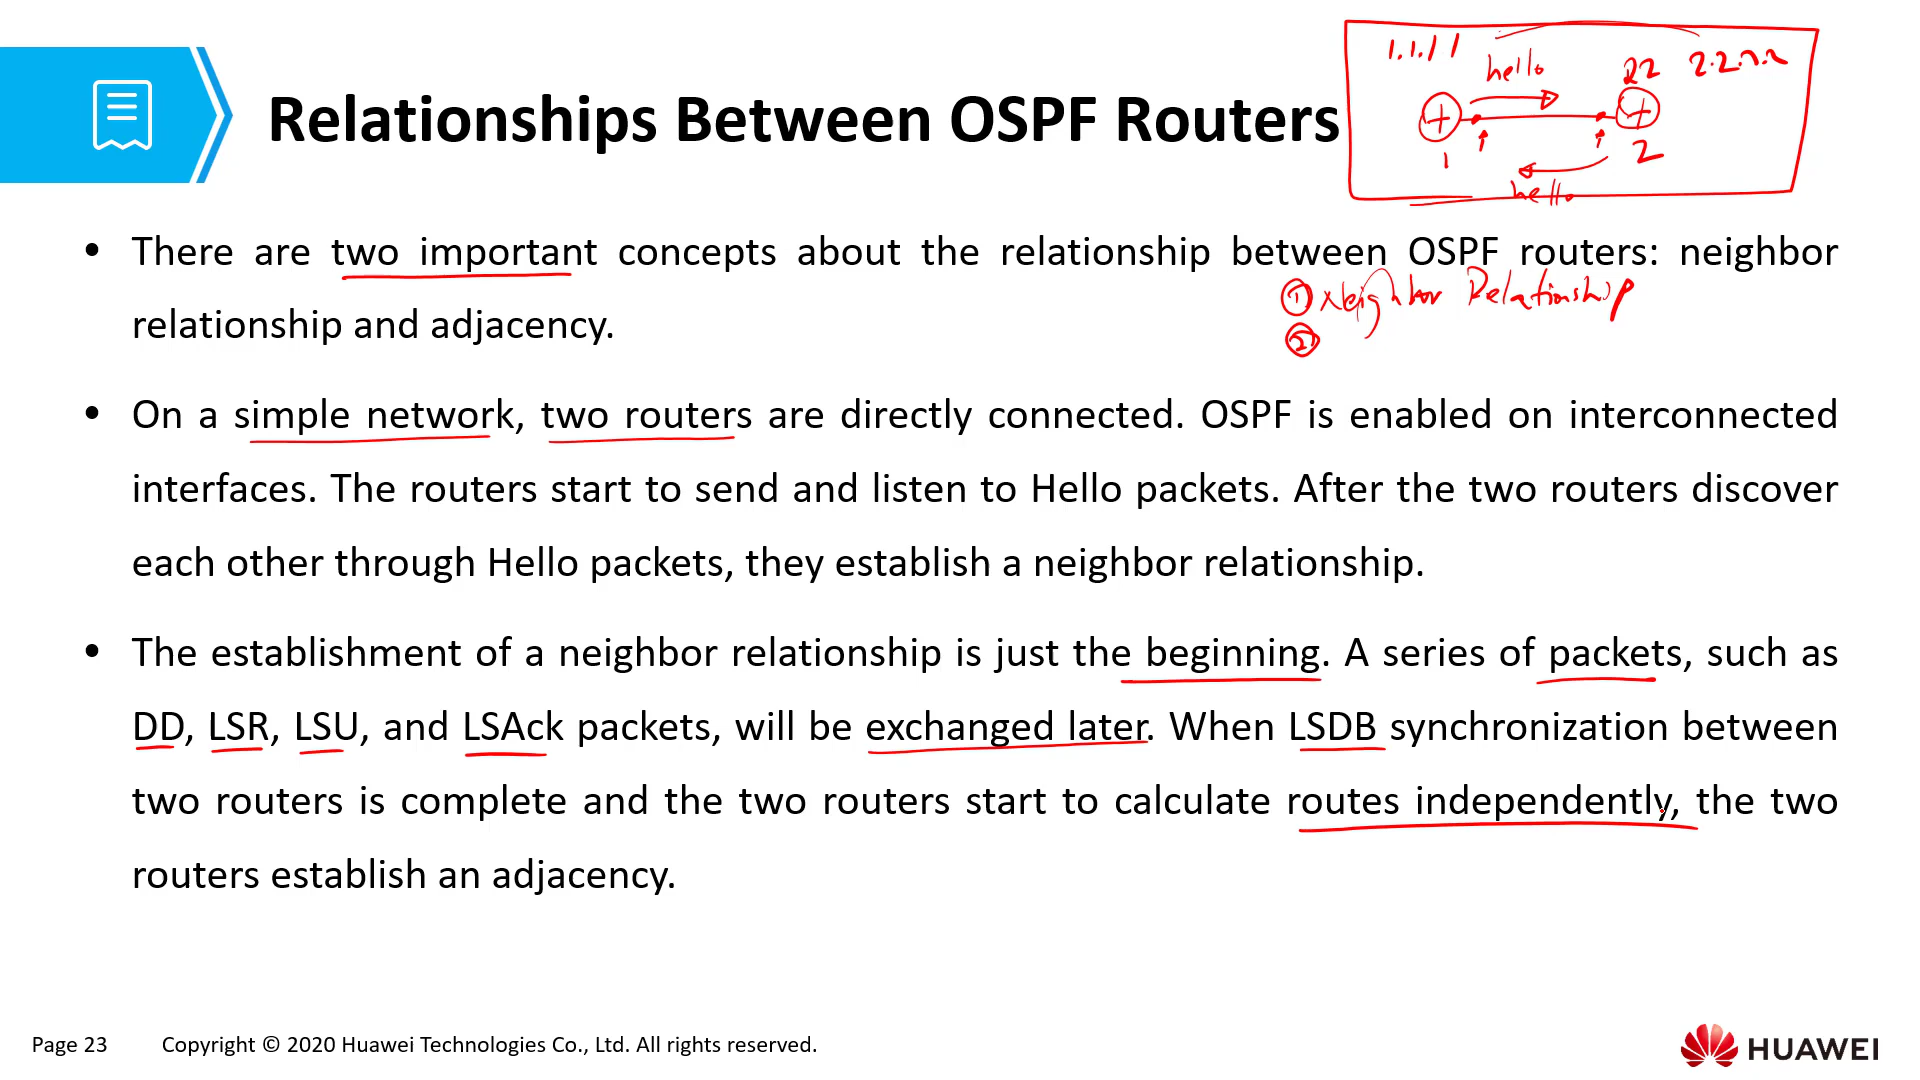 1.1.1 1
hello
R2
2.2.2.2
Relationships Between OSPF Routers
1
2
hello
• There are two important concepts about the relationship between OSPF routers: neighbor
① Neighbor Relationship
relationship and adjacency.
②
• On a simple network, two routers are directly connected. OSPF is enabled on interconnected
interfaces. The routers start to send and listen to Hello packets. After the two routers discover
each other through Hello packets, they establish a neighbor relationship.
• The establishment of a neighbor relationship is just the beginning. A series of packets, such as
DD, LSR, LSU, and LSAck packets, will be exchanged later. When LSDB synchronization between
two routers is complete and the two routers start to calculate routes independently, the two
routers establish an adjacency.
Page 23 Copyright © 2020 Huawei Technologies Co., Ltd. All rights reserved.
HUAWEI